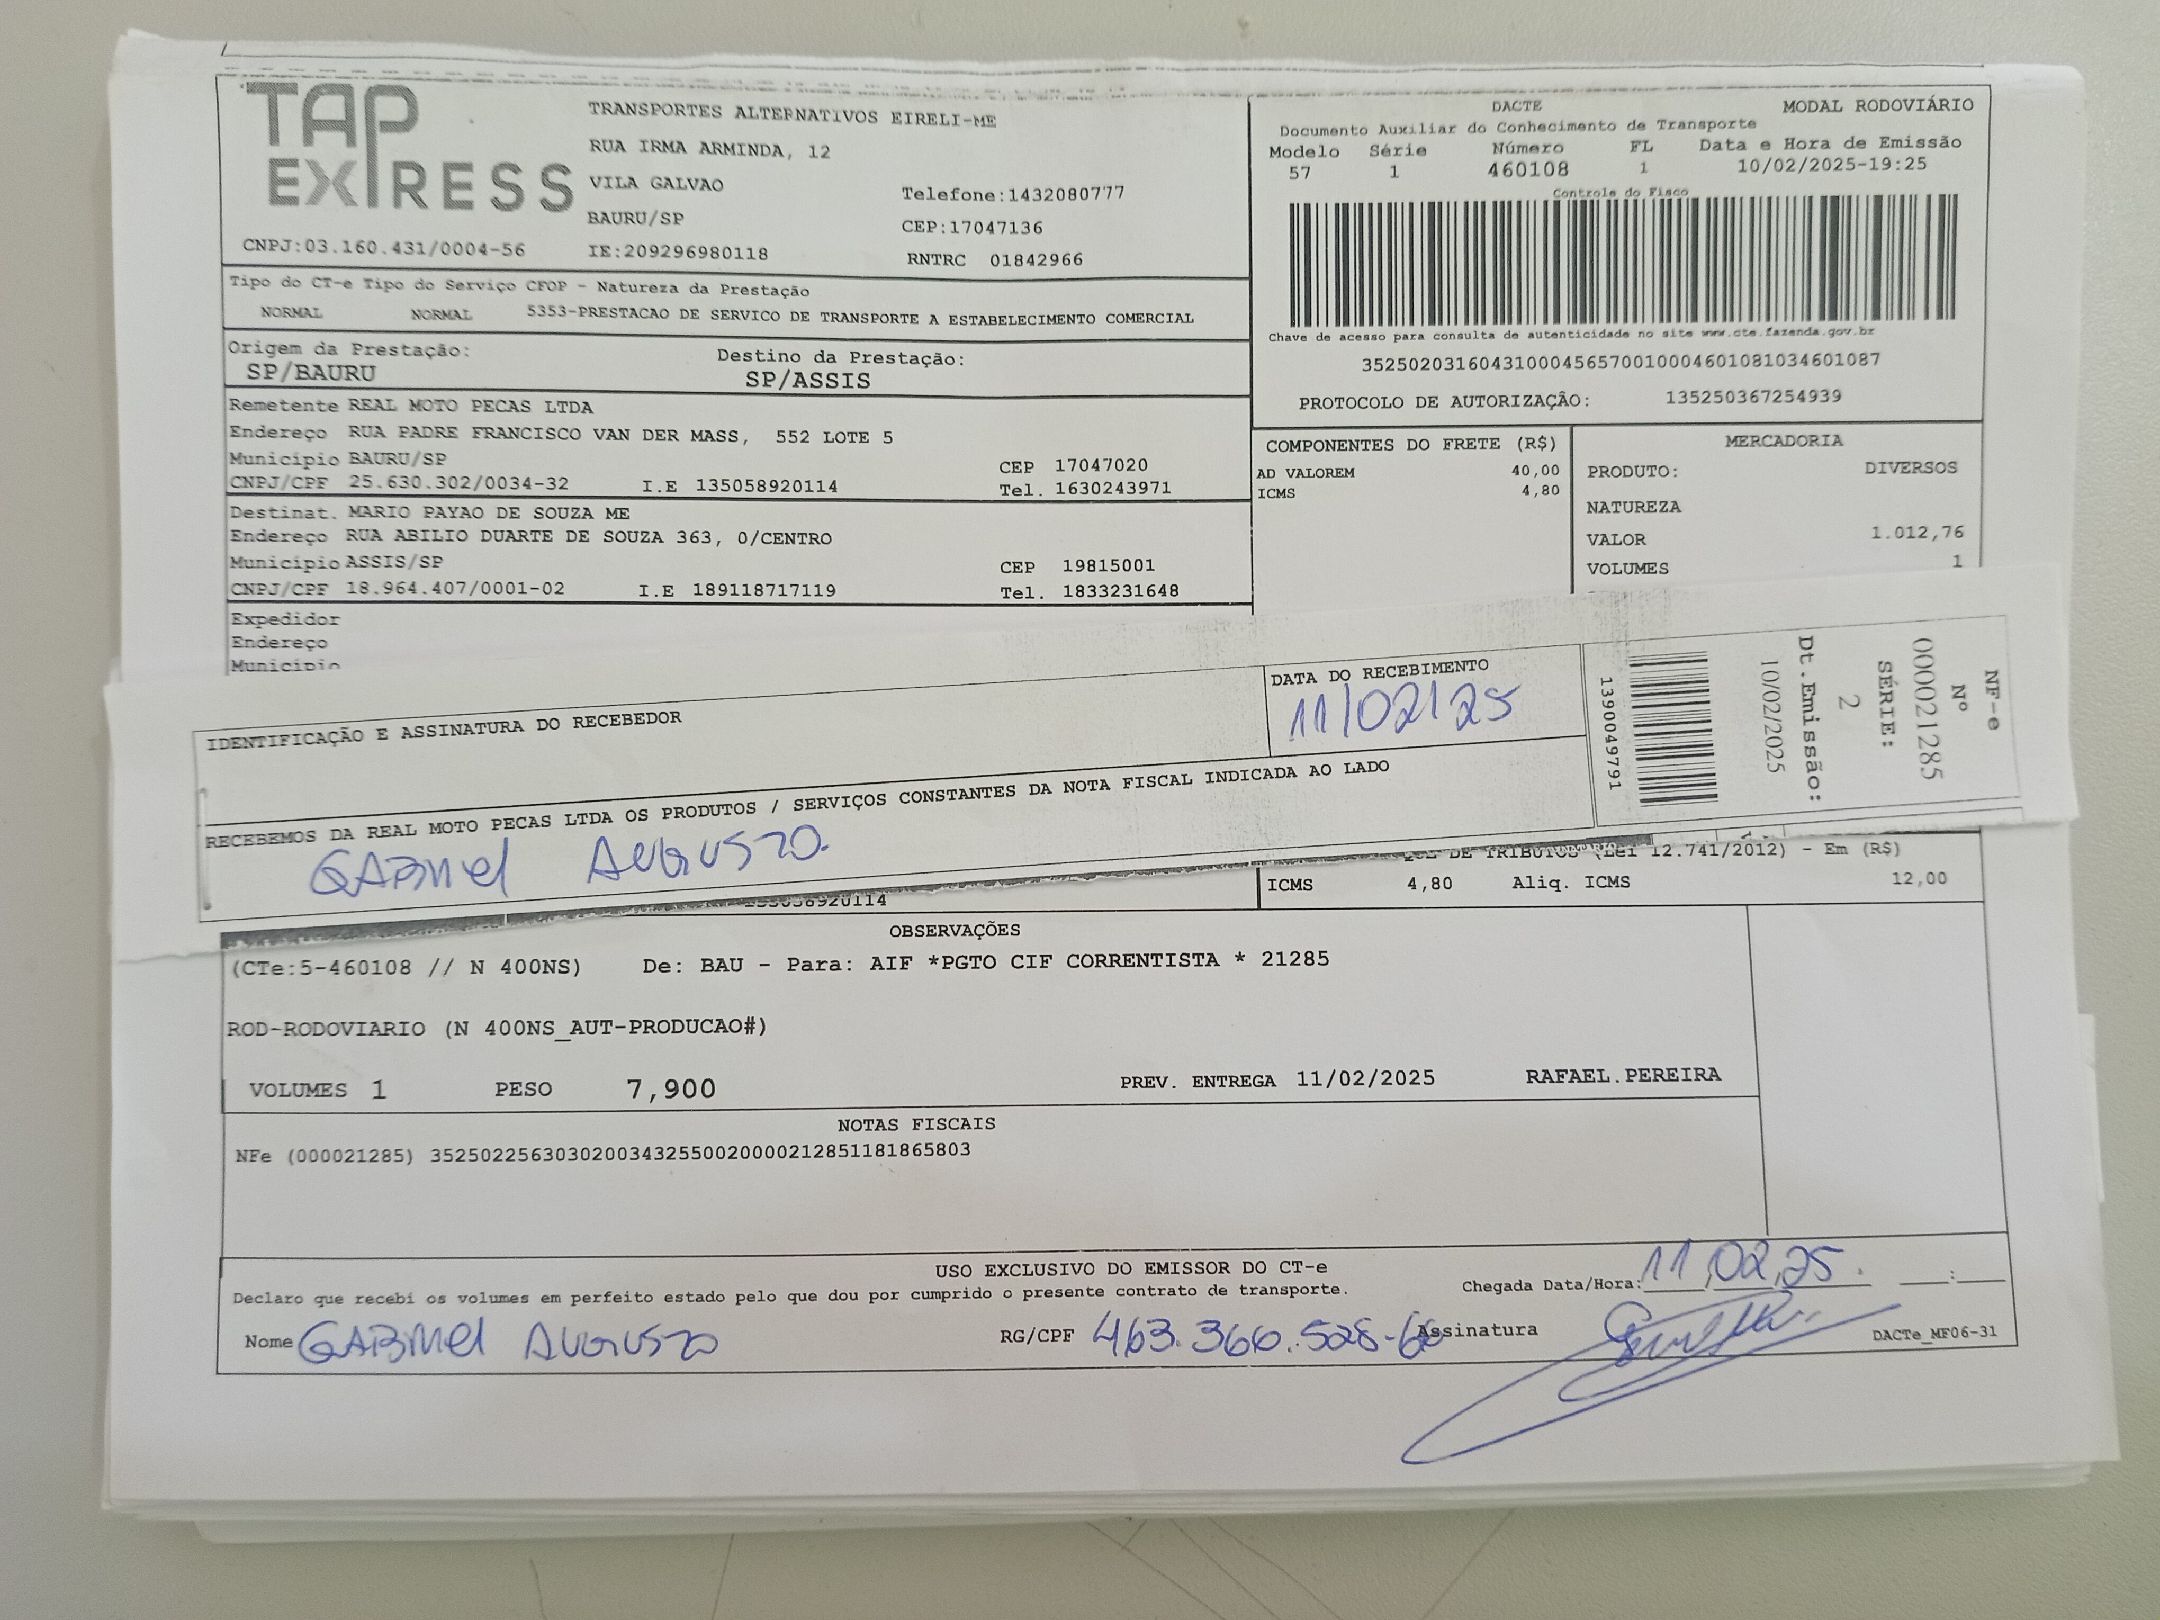 TAP EXPRESS
CNPJ:03.160.431/0004-56
TRANSPORTES ALTERNATIVOS EIRELI-ME
RUA IRMA ARMINDA, 12
VILA GALVAO
BAURU/SP
IE:209296980118
Telefone:1432080777
CEP:17047136
RNTRC 01842966
DACTE MODAL RODOVIÁRIO
Documento Auxiliar do Conhecimento de Transporte
Modelo Série Número FL Data e Hora de Emissão
57 1 460108 1 10/02/2025-19:25
Controle do Fisco
Chave de acesso para consulta de autenticidade no site www.cte.fazenda.gov.br
35250203160431000456570010004601081034601087
PROTOCOLO DE AUTORIZAÇÃO: 135250367254939
Tipo do CT-e Tipo do Serviço CFOP - Natureza da Prestação
NORMAL NORMAL 5353-PRESTACAO DE SERVICO DE TRANSPORTE A ESTABELECIMENTO COMERCIAL
Origem da Prestação: Destino da Prestação:
SP/BAURU SP/ASSIS
Remetente REAL MOTO PECAS LTDA
Endereço RUA PADRE FRANCISCO VAN DER MASS, 552 LOTE 5
Município BAURU/SP CEP 17047020
CNPJ/CPF 25.630.302/0034-32 I.E 135058920114 Tel. 1630243971
Destinat. MARIO PAYAO DE SOUZA ME
Endereço RUA ABILIO DUARTE DE SOUZA 363, 0/CENTRO
Município ASSIS/SP CEP 19815001
CNPJ/CPF 18.964.407/0001-02 I.E 189118717119 Tel. 1833231648
Expedidor
Endereço
Município
COMPONENTES DO FRETE (R$)
AD VALOREM 40,00
ICMS 4,80
MERCADORIA
PRODUTO: DIVERSOS
NATUREZA
VALOR 1.012,76
VOLUMES 1
IDENTIFICAÇÃO E ASSINATURA DO RECEBEDOR
DATA DO RECEBIMENTO
11/02/25
RECEBEMOS DA REAL MOTO PECAS LTDA OS PRODUTOS / SERVIÇOS CONSTANTES DA NOTA FISCAL INDICADA AO LADO
GABRIEL AUGUSTO.
1390049791
NF-e
Nº
000021285
SÉRIE:
2
Dt.Emissão:
10/02/2025
DE TRIBUTOS (Lei 12.741/2012) - Em (R$)
ICMS 4,80 Aliq. ICMS 12,00
OBSERVAÇÕES
(CTe:5-460108 // N 400NS) De: BAU - Para: AIF *PGTO CIF CORRENTISTA * 21285
ROD-RODOVIARIO (N 400NS_AUT-PRODUCAO#)
VOLUMES 1 PESO 7,900 PREV. ENTREGA 11/02/2025 RAFAEL.PEREIRA
NOTAS FISCAIS
NFe (000021285) 35250225630302003432550020000212851181865803
USO EXCLUSIVO DO EMISSOR DO CT-e
Declaro que recebi os volumes em perfeito estado pelo que dou por cumprido o presente contrato de transporte.
Chegada Data/Hora: 11,02,25. __:__
Nome GABRIEL AUGUSTO RG/CPF Assinatura
DACTe_MF06-31